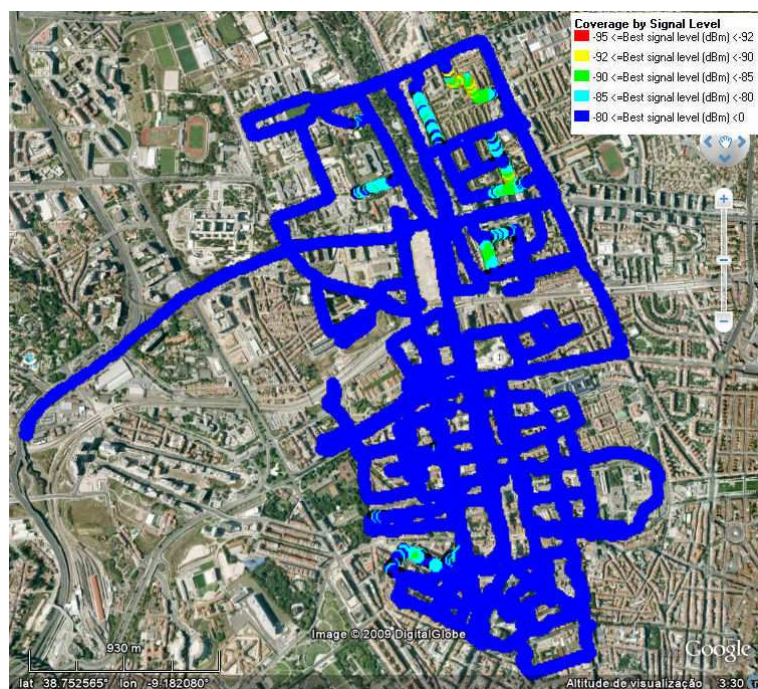 Coverage by Signal Level
-95 <=Best signal level (dBm) <-92
-92 <=Best signal level (dBm) <-90
-90 <=Best signal level (dBm) <-85
-85 <=Best signal level (dBm) <-80
-80 <=Best signal level (dBm) <0
930 m
Image © 2009 DigitalGlobe
Google
lat 38.752565° lon -9.182080°
Altitude de visualização 3:30